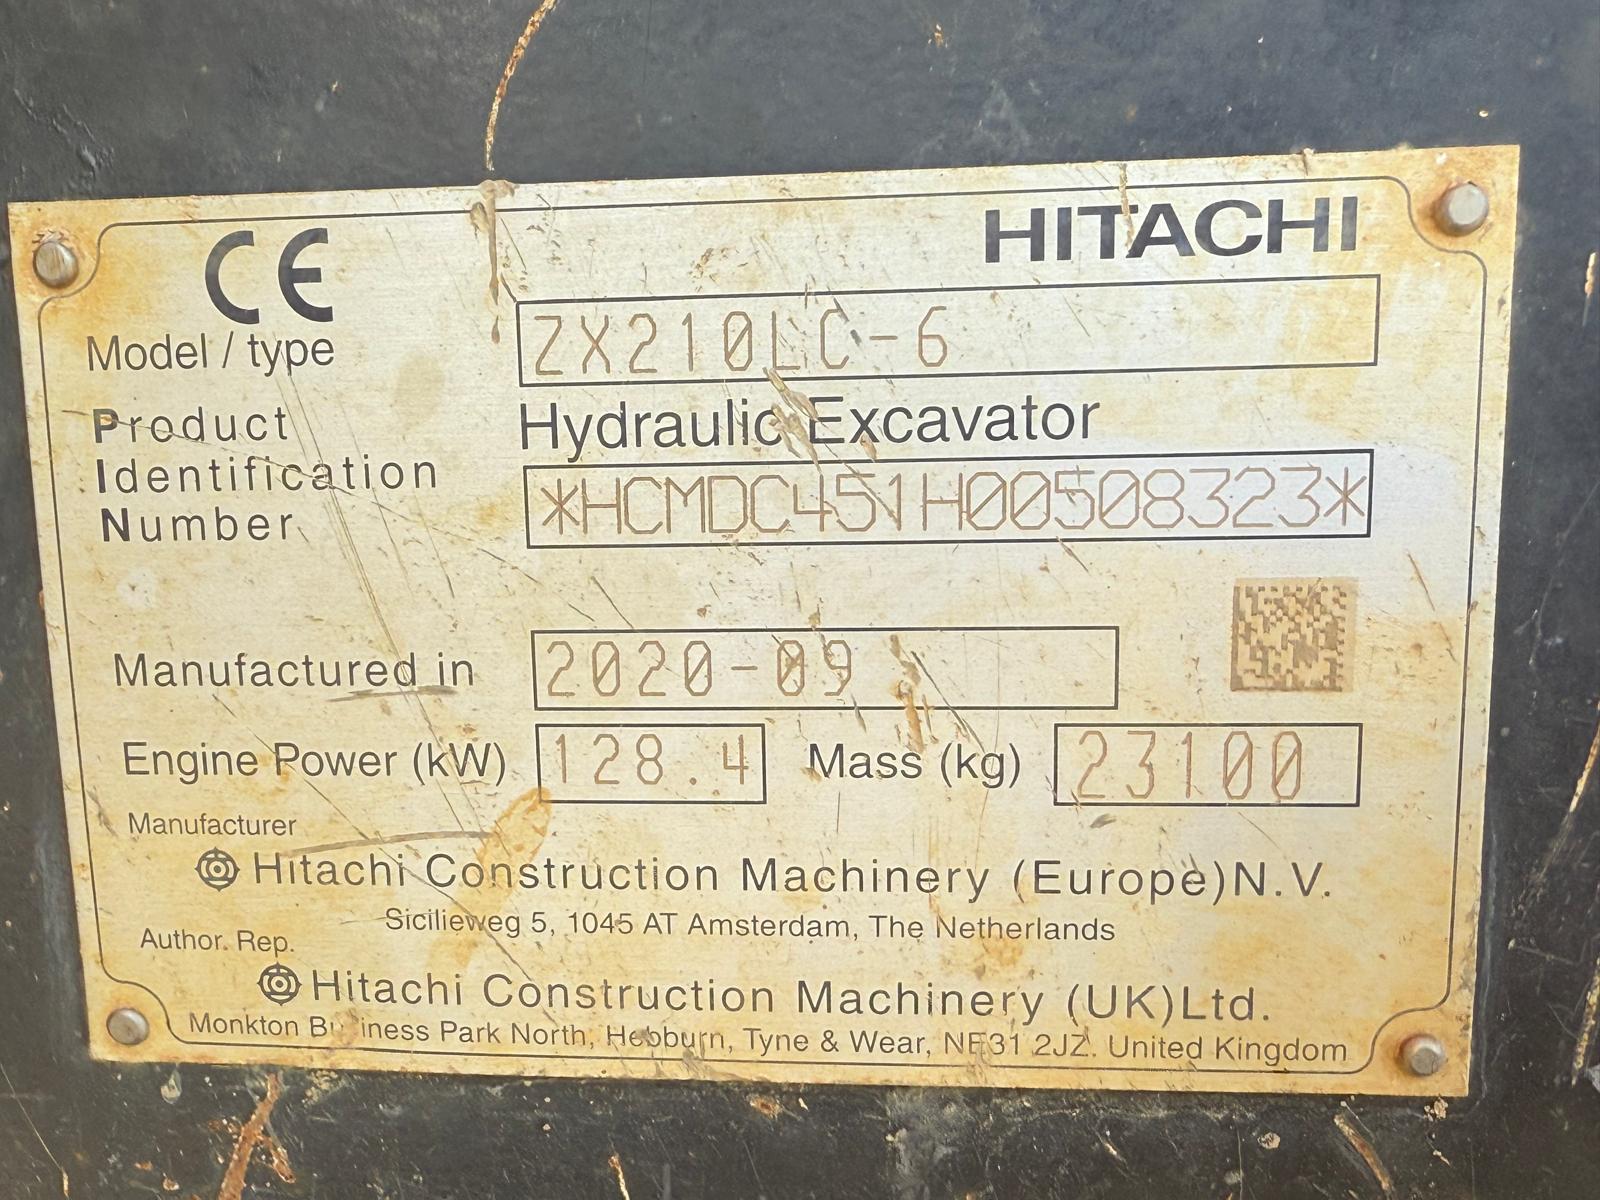 CE
HITACHI
Model / type ZX210LC-6
Hydraulic Excavator
Product
Identification
Number *HCMDC451H00508323*
Manufactured in 2020-09
Engine Power (kW) 128.4 Mass (kg) 23100
Manufacturer
Hitachi Construction Machinery (Europe)N.V.
Sicilieweg 5, 1045 AT Amsterdam, The Netherlands
Author. Rep.
Hitachi Construction Machinery (UK)Ltd.
Monkton Business Park North, Hebburn, Tyne & Wear, NE31 2JZ. United Kingdom